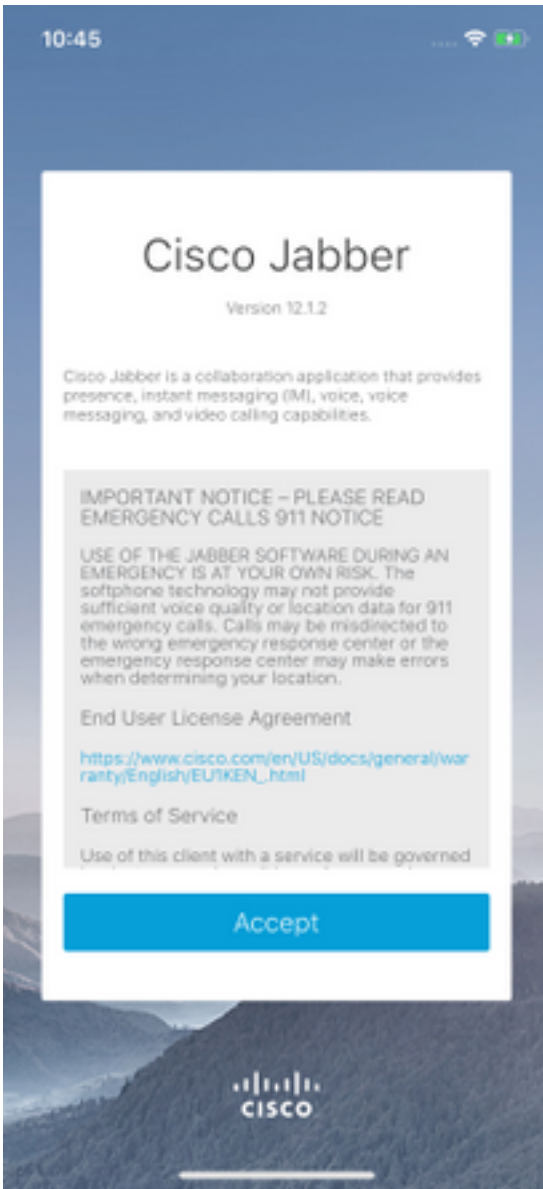 10:45
Cisco Jabber
Version 12.1.2
Cisco Jabber is a collaboration application that provides
presence, instant messaging (IM), voice, voice
messaging, and video calling capabilities.
IMPORTANT NOTICE – PLEASE READ
EMERGENCY CALLS 911 NOTICE
USE OF THE JABBER SOFTWARE DURING AN
EMERGENCY IS AT YOUR OWN RISK. The
softphone technology may not provide
sufficient voice quality or location data for 911
emergency calls. Calls may be misdirected to
the wrong emergency response center or the
emergency response center may make errors
when determining your location.
End User License Agreement
https://www.cisco.com/en/US/docs/general/war
ranty/English/EU1KEN_.html
Terms of Service
Use of this client with a service will be governed
Accept
CISCO